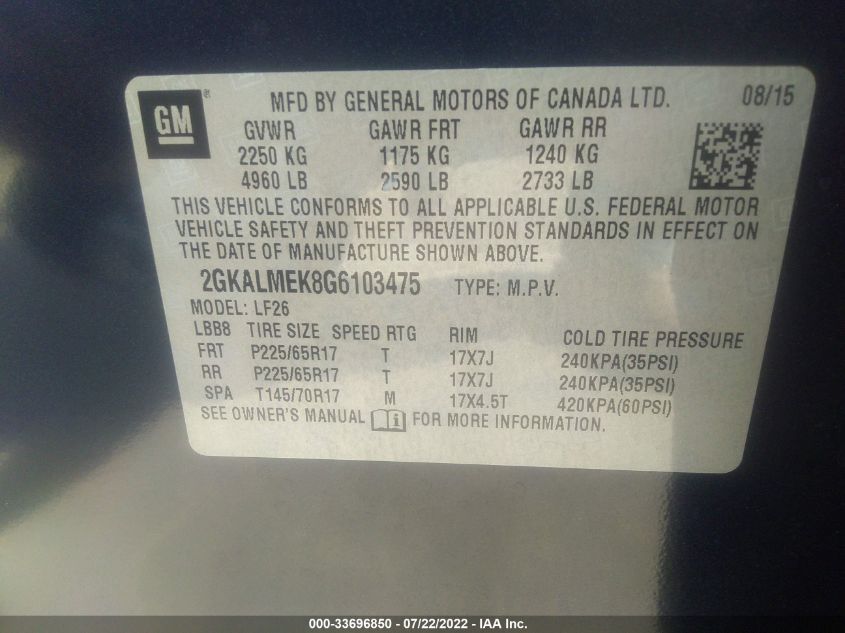 GM ®
MFD BY GENERAL MOTORS OF CANADA LTD. 08/15
GVWR GAWR FRT GAWR RR
2250 KG 1175 KG 1240 KG
4960 LB 2590 LB 2733 LB
THIS VEHICLE CONFORMS TO ALL APPLICABLE U.S. FEDERAL MOTOR
VEHICLE SAFETY AND THEFT PREVENTION STANDARDS IN EFFECT ON
THE DATE OF MANUFACTURE SHOWN ABOVE.
2GKALMEK8G6103475 TYPE: M.P.V.
MODEL: LF26
LBB8 TIRE SIZE SPEED RTG RIM COLD TIRE PRESSURE
FRT P225/65R17 T 17X7J 240KPA(35PSI)
RR P225/65R17 T 17X7J 240KPA(35PSI)
SPA T145/70R17 M 17X4.5T 420KPA(60PSI)
SEE OWNER'S MANUAL i FOR MORE INFORMATION.
000-33696850 - 07/22/2022 - IAA Inc.